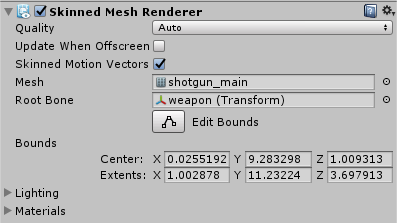 Skinned Mesh Renderer
Quality Auto
Update When Offscreen
Skinned Motion Vectors
Mesh shotgun_main
Root Bone weapon (Transform)
Edit Bounds
Bounds
Center: X 0.0255192 Y 9.283298 Z 1.009313
Extents: X 1.002878 Y 11.23224 Z 3.697913
Lighting
Materials